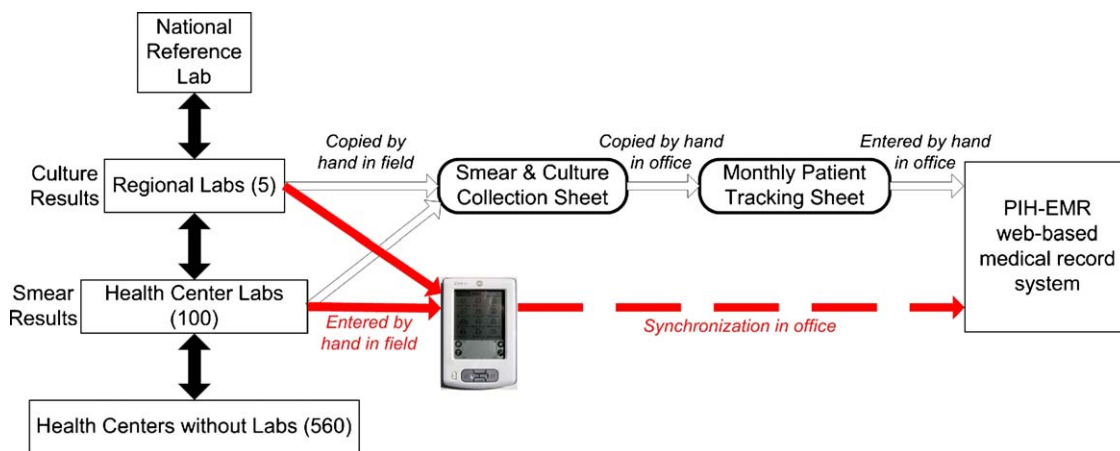 National
Reference
Lab
Culture
Results
Regional Labs (5)
Smear
Results
Health Center Labs
(100)
Health Centers without Labs (560)
Copied by
hand in field
Smear & Culture
Collection Sheet
Copied by hand
in office
Monthly Patient
Tracking Sheet
Entered by hand
in office
PIH-EMR
web-based
medical record
system
Entered by
hand in field
Synchronization in office